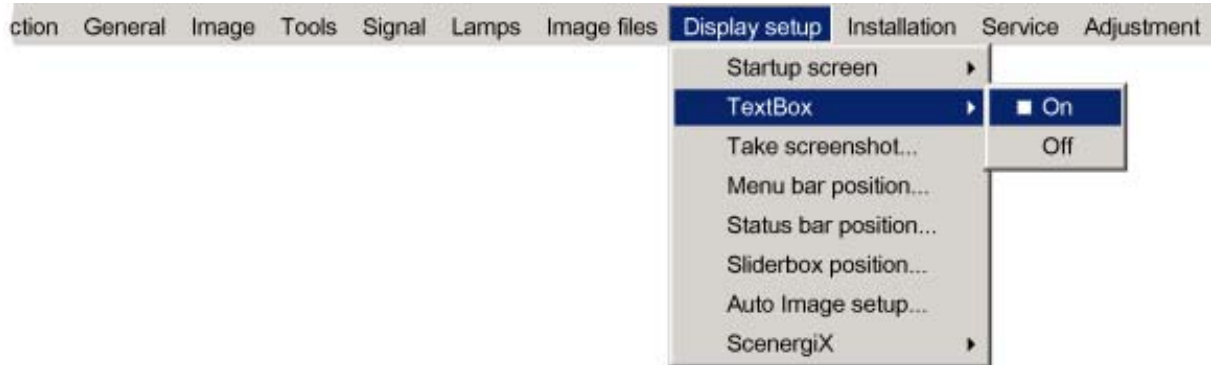 ction General Image Tools Signal Lamps Image files Display setup Installation Service Adjustment
Startup screen
TextBox
On
Take screenshot...
Off
Menu bar position...
Status bar position...
Sliderbox position...
Auto Image setup...
ScenergiX